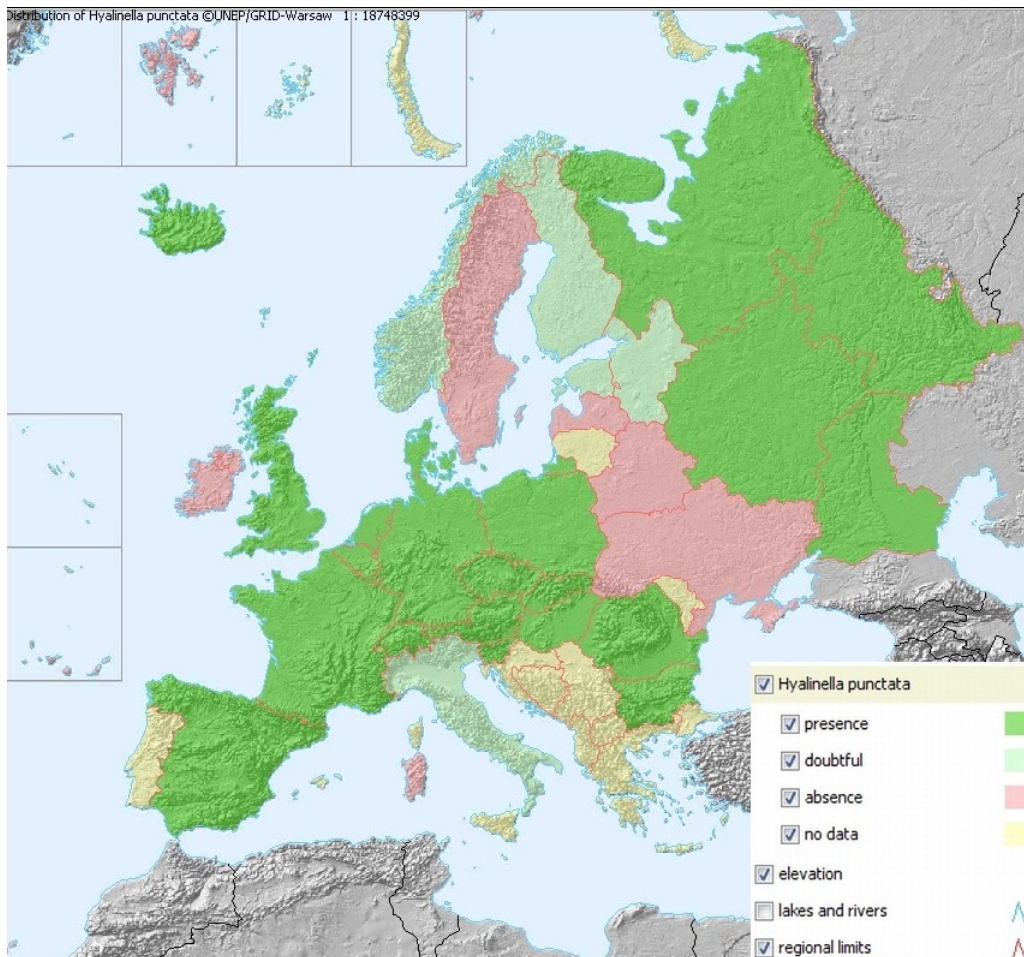 Distribution of Hyalinella punctata ©UNEP/GRID-Warsaw 1 : 18748399
Hyalinella punctata
presence
doubtful
absence
no data
elevation
lakes and rivers
regional limits